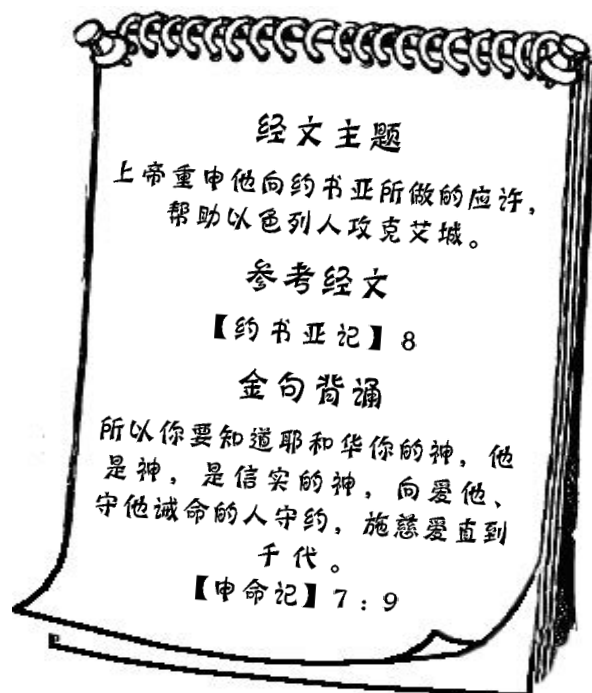 经文主题
上帝重申他向约书亚所做的应许，
帮助以色列人攻克艾城。
参考经文
【约书亚记】8
金句背诵
所以你要知道耶和华你的神，他
是神，是信实的神，向爱他、
守他诫命的人守约，施慈爱直到
千代。
【申命记】7：9